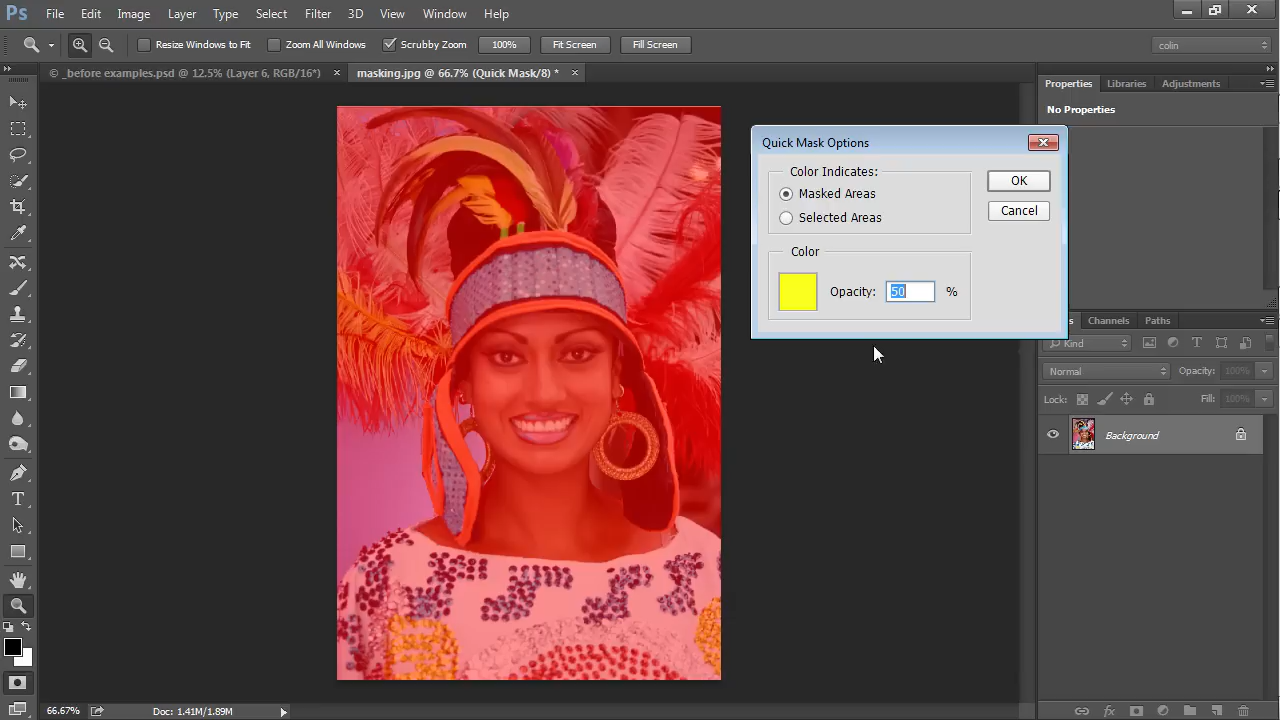 Ps File Edit Image Layer Type Select Filter 3D View Window Help
Resize Windows to Fit Zoom All Windows Scrubby Zoom 100% Fit Screen Fill Screen colin
© _before examples.psd @ 12.5% (Layer 6, RGB/16*) × masking.jpg @ 66.7% (Quick Mask/8) * ×
Properties Libraries Adjustments
No Properties
Quick Mask Options
Color Indicates:
Masked Areas
Selected Areas
OK
Cancel
Color
Opacity: 50 %
Channels Paths
Kind
Normal Opacity: 100%
Lock: Fill: 100%
Background
66.67% Doc: 1.41M/1.89M